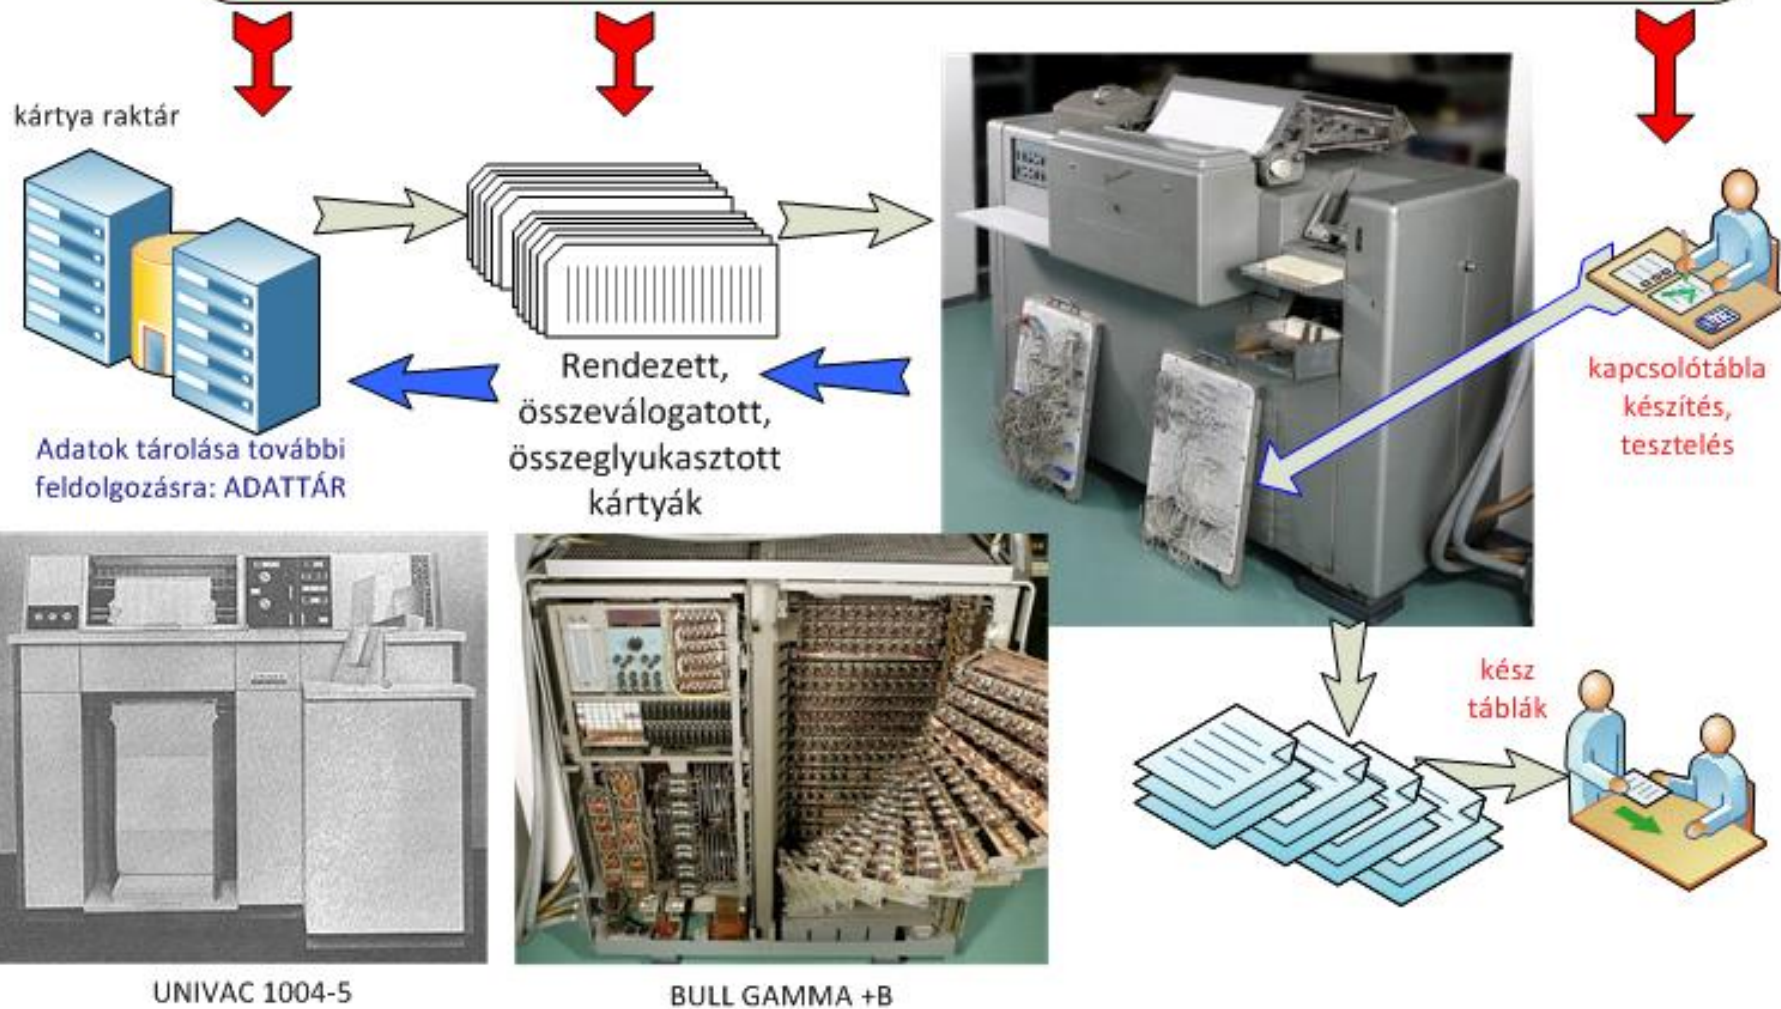 kártya raktár
Adatok tárolása további
feldolgozásra: ADATTÁR
Rendezett,
összeválogatott,
összeglyukasztott
kártyák
kapcsolótábla
készítés,
tesztelés
kész
táblák
UNIVAC 1004-5
BULL GAMMA +B